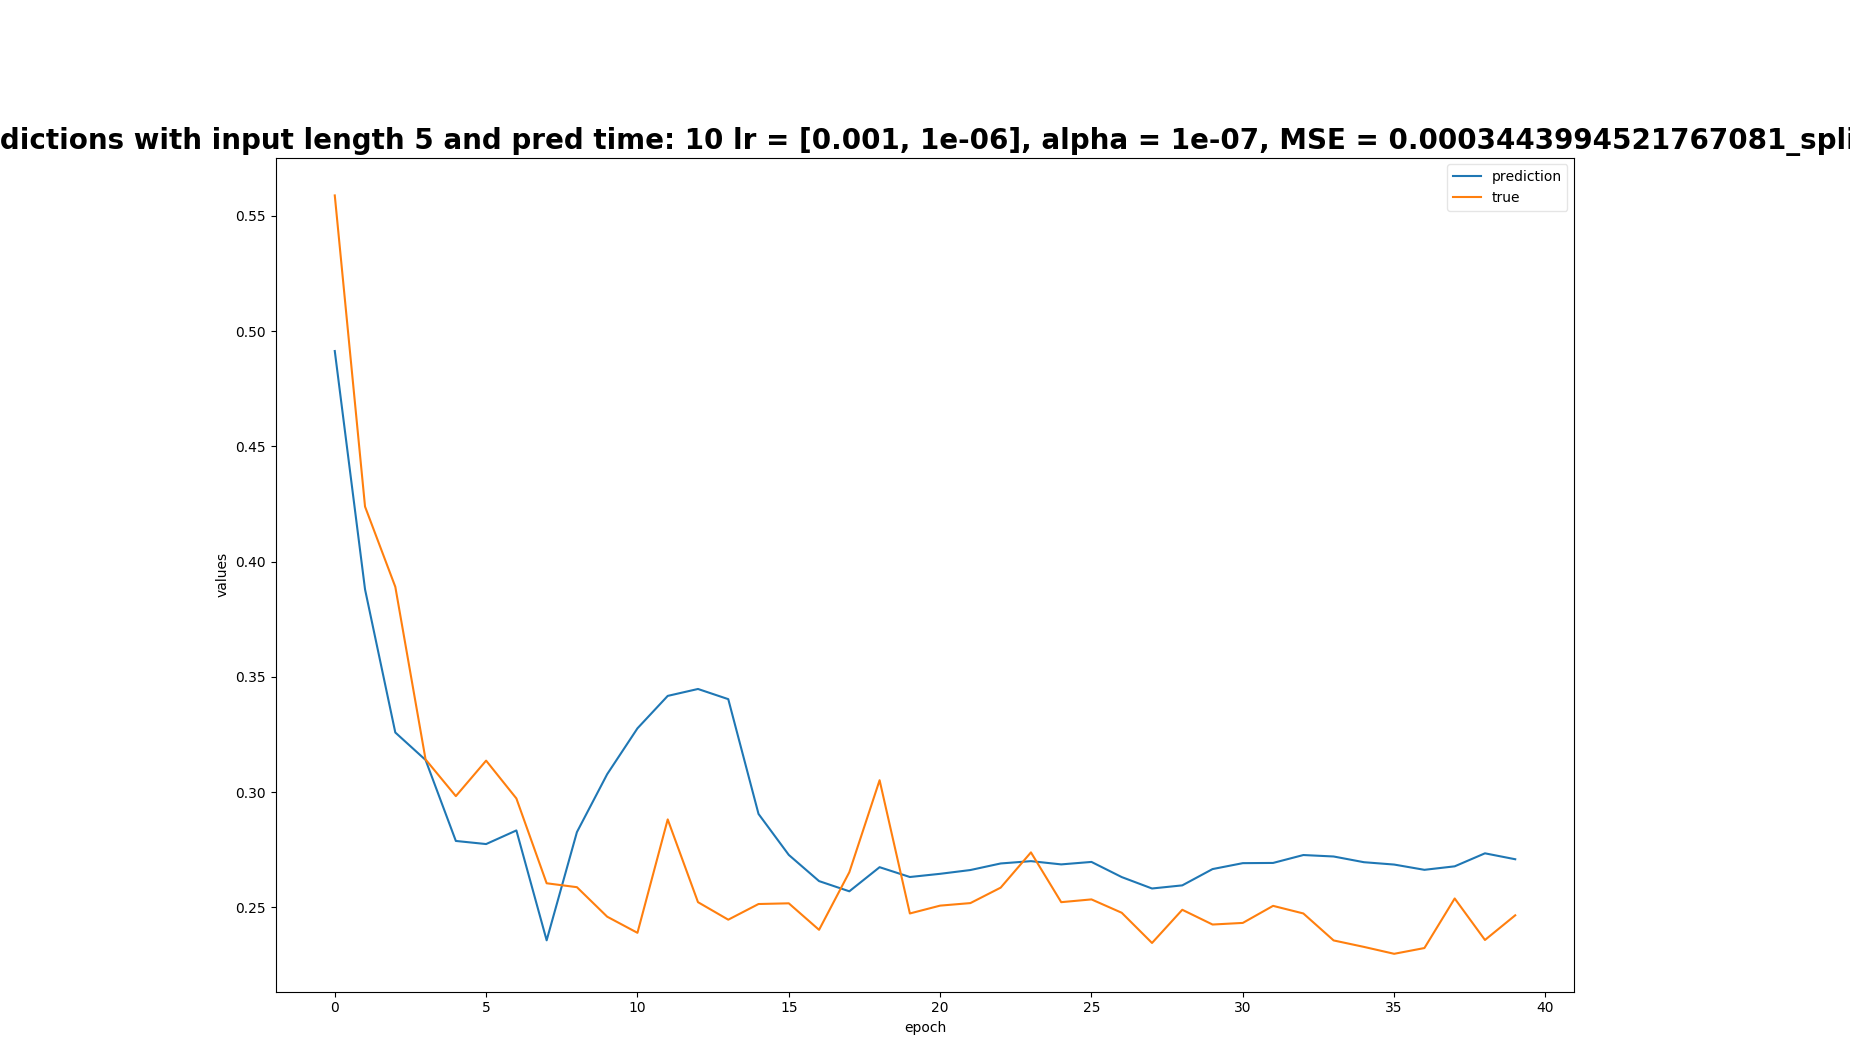 dictions with input length 5 and pred time: 10 lr = [0.001, 1e-06], alpha = 1e-07, MSE = 0.0003443994521767081_spli
prediction
true
0.55
0.50
0.45
0.40
0.35
0.30
0.25
values
0 5 10 15 20 25 30 35 40
epoch